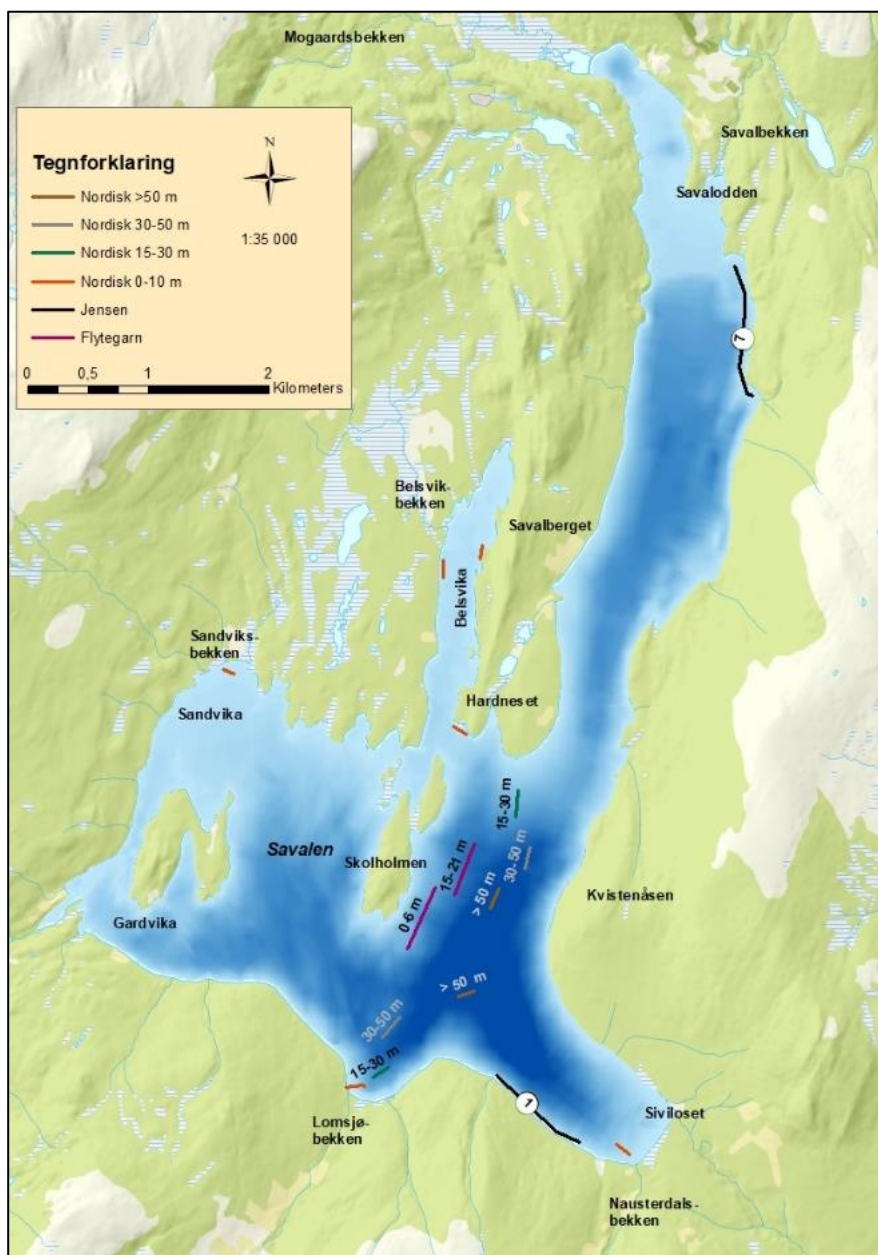 Mogaardsbekken
Tegnforklaring
N
Nordisk >50 m
Nordisk 30-50 m
1:35 000
Nordisk 15-30 m
Nordisk 0-10 m
Jensen
Flytegarn
0 0,5 1 2
Kilometers
Savalbekken
Savalodden
7
Belsvik-
bekken
Savalberget
Belsvika
Sandviks-
bekken
Sandvika
Hardneset
15-30 m
Savalen
Skolholmen
15-21 m
30-50 m
> 50 m
Kvistenåsen
0-6 m
Gardvika
> 50 m
30-50 m
15-30 m
1
Siviloset
Lomsjø-
bekken
Nausterdals-
bekken